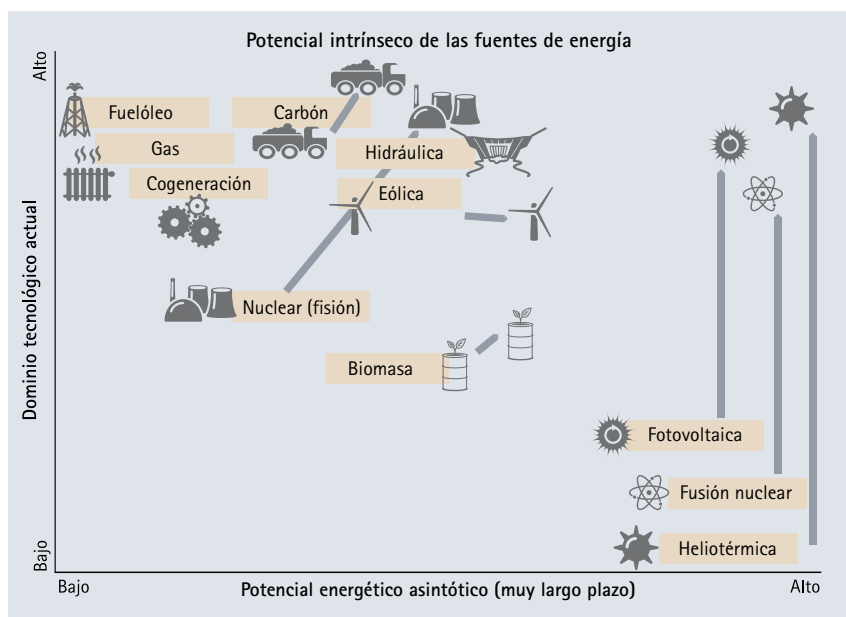 Potencial intrínseco de las fuentes de energía
Alto
Fuelóleo
Carbón
Gas
Hidráulica
Cogeneración
Eólica
Dominio tecnológico actual
Nuclear (fisión)
Biomasa
Fotovoltaica
Fusión nuclear
Heliotérmica
Bajo
Bajo
Potencial energético asintótico (muy largo plazo)
Alto